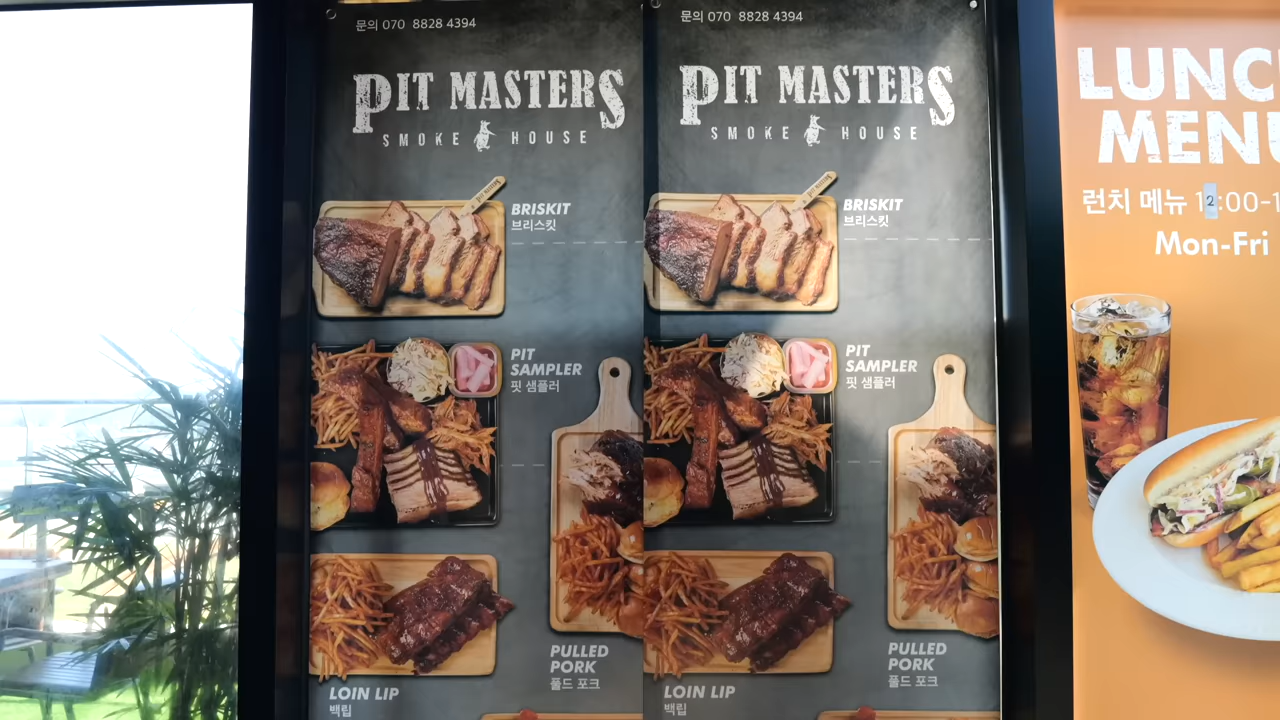 문의 070 8828 4394
PIT MASTERS
SMOKE HOUSE
BRISKIT
브리스킷
PIT
SAMPLER
핏 샘플러
PULLED
PORK
풀드 포크
LOIN LIP
백립
문의 070 8828 4394
PIT MASTERS
SMOKE HOUSE
BRISKIT
브리스킷
PIT
SAMPLER
핏 샘플러
PULLED
PORK
풀드 포크
LOIN LIP
백립
LUNC
MENU
런치 메뉴 12:00-1
Mon-Fri